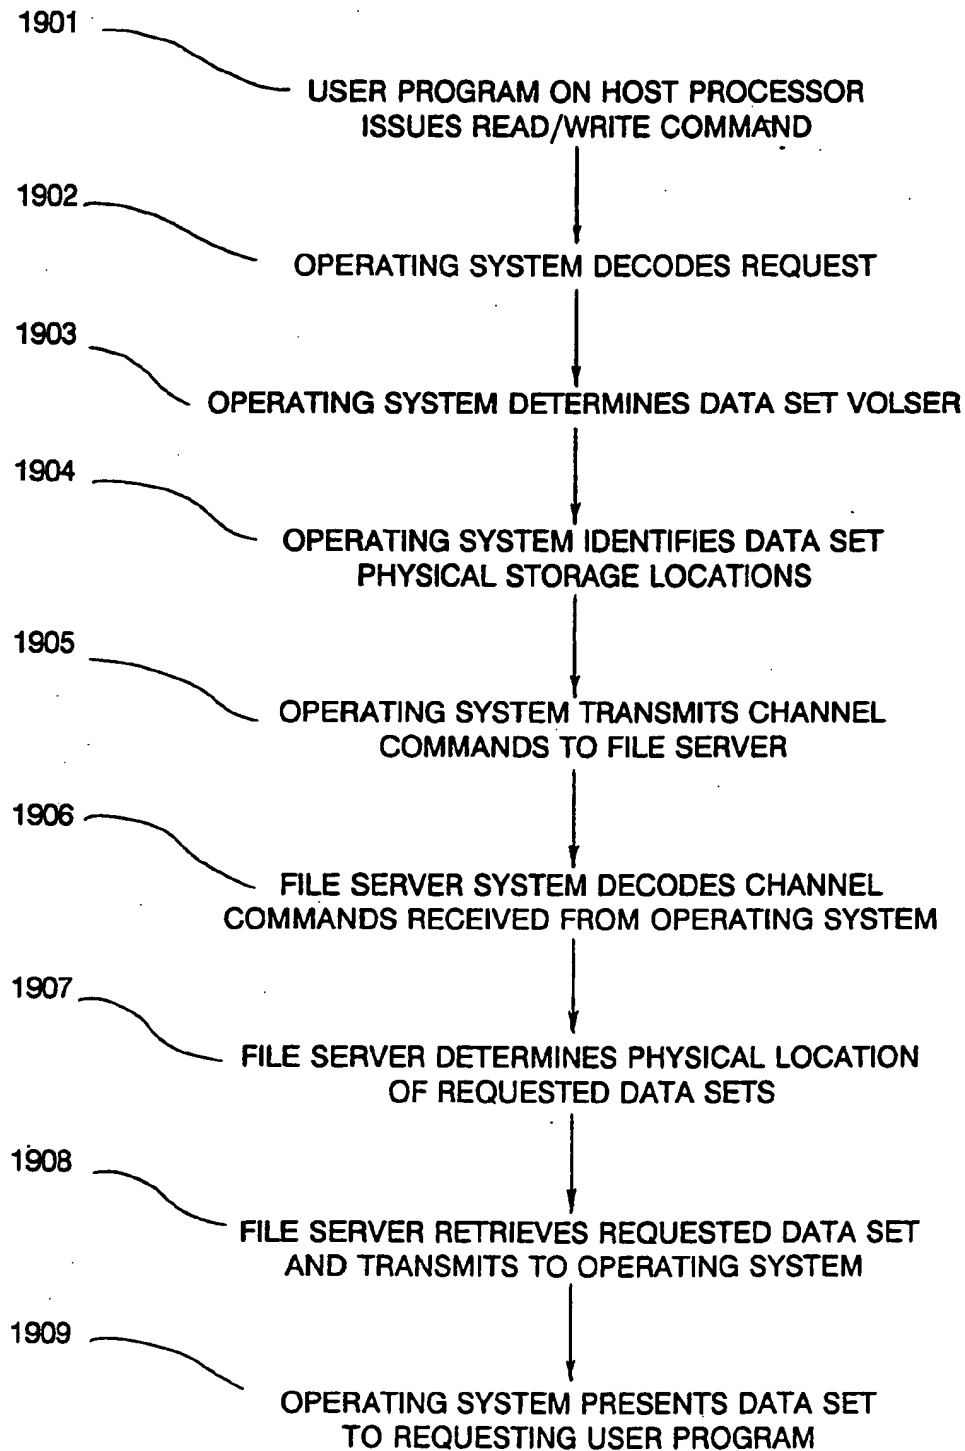 1901
USER PROGRAM ON HOST PROCESSOR
ISSUES READ/WRITE COMMAND
1902
OPERATING SYSTEM DECODES REQUEST
1903
OPERATING SYSTEM DETERMINES DATA SET VOLSER
1904
OPERATING SYSTEM IDENTIFIES DATA SET
PHYSICAL STORAGE LOCATIONS
1905
OPERATING SYSTEM TRANSMITS CHANNEL
COMMANDS TO FILE SERVER
1906
FILE SERVER SYSTEM DECODES CHANNEL
COMMANDS RECEIVED FROM OPERATING SYSTEM
1907
FILE SERVER DETERMINES PHYSICAL LOCATION
OF REQUESTED DATA SETS
1908
FILE SERVER RETRIEVES REQUESTED DATA SET
AND TRANSMITS TO OPERATING SYSTEM
1909
OPERATING SYSTEM PRESENTS DATA SET
TO REQUESTING USER PROGRAM